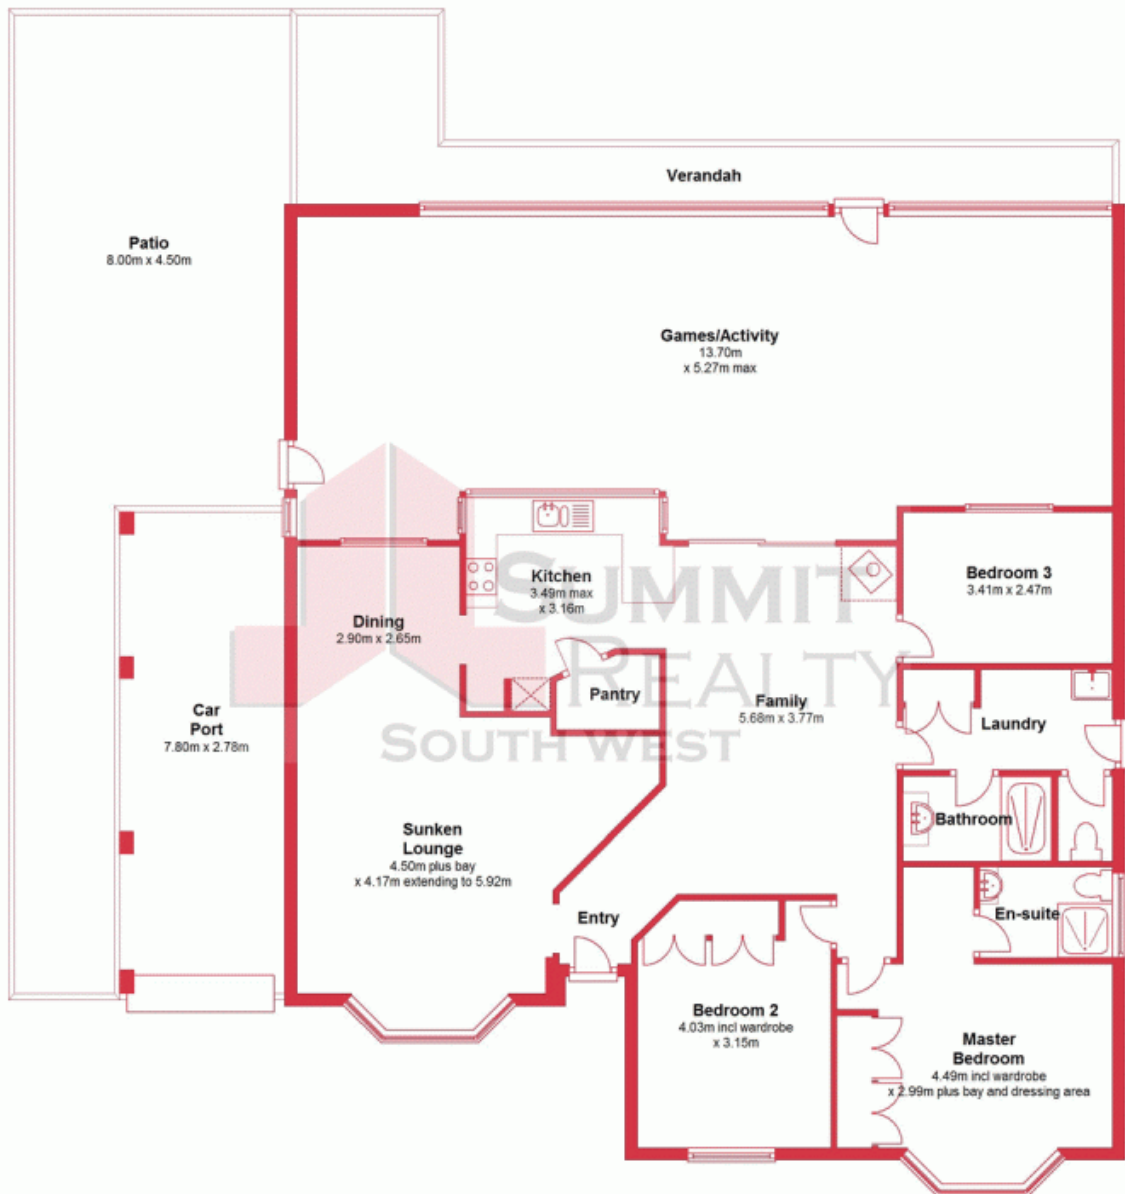 Verandah
Patio
8.00m x 4.50m
Games/Activity
13.70m
x 5.27m max
Kitchen
3.49m max
x 3.16m
Bedroom 3
3.41m x 2.47m
Dining
2.90m x 2.65m
SUMMIT
REALTY
SOUTH WEST
Pantry
Family
5.68m x 3.77m
Car
Port
7.80m x 2.78m
Laundry
Bathroom
Sunken
Lounge
4.50m plus bay
x 4.17m extending to 5.92m
Entry
En-suite
Bedroom 2
4.03m incl wardrobe
x 3.15m
Master
Bedroom
4.49m incl wardrobe
x 2.99m plus bay and dressing area